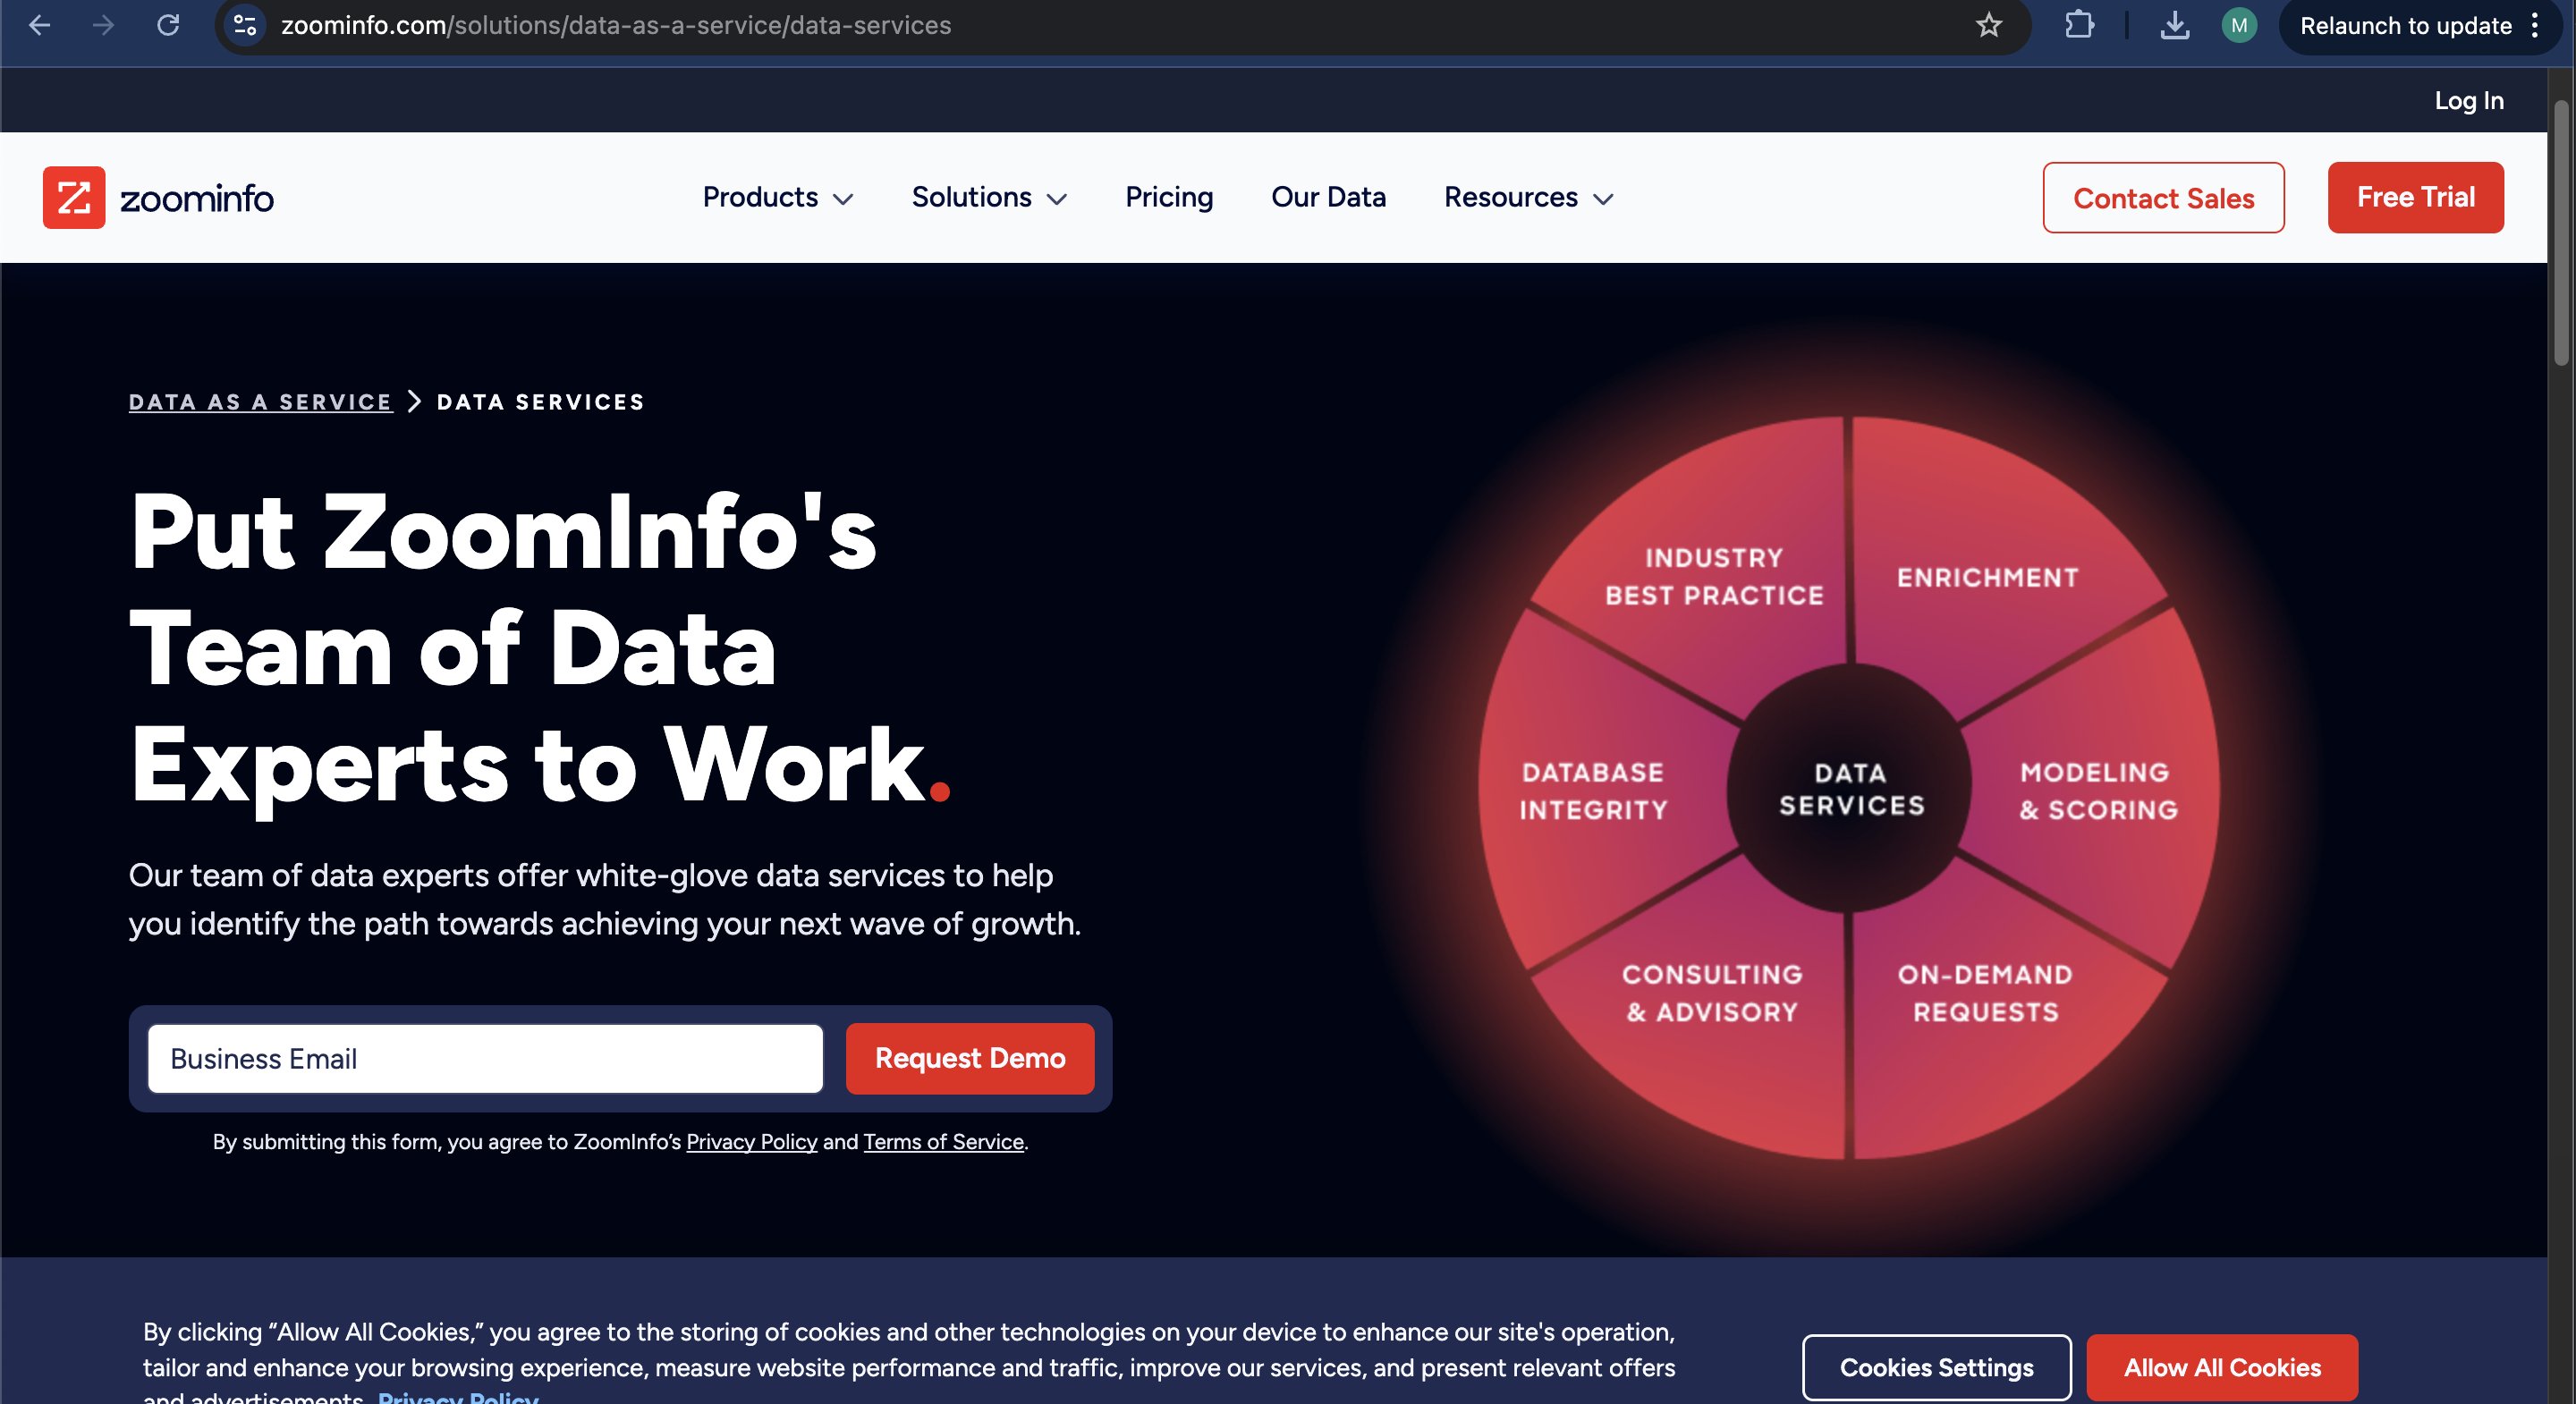 zoominfo.com/solutions/data-as-a-service/data-services
M
Relaunch to update
Log In
zoominfo
Products
Solutions
Pricing
Our Data
Resources
Contact Sales
Free Trial
DATA AS A SERVICE
DATA SERVICES
Put ZoomInfo's
Team of Data
Experts to Work.
Our team of data experts offer white-glove data services to help
you identify the path towards achieving your next wave of growth.
Business Email
Request Demo
By submitting this form, you agree to ZoomInfo’s Privacy Policy and Terms of Service.
INDUSTRY
BEST PRACTICE
ENRICHMENT
DATABASE
INTEGRITY
DATA
SERVICES
MODELING
& SCORING
CONSULTING
& ADVISORY
ON-DEMAND
REQUESTS
By clicking “Allow All Cookies,” you agree to the storing of cookies and other technologies on your device to enhance our site's operation,
tailor and enhance your browsing experience, measure website performance and traffic, improve our services, and present relevant offers
and advertisements. Privacy Policy
Cookies Settings
Allow All Cookies